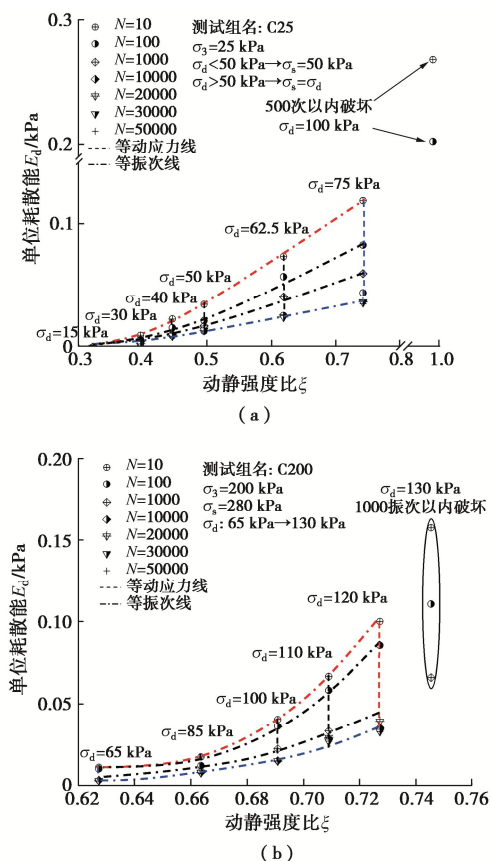 0.3
0.2
0.1
0
单位耗散能Ed/kPa
N=10
N=100
N=1000
N=10000
N=20000
N=30000
N=50000
等动应力线
等振次线
测试组名: C25
σ3=25 kPa
σd<50 kPa→σs=50 kPa
σd>50 kPa→σs=σd
500次以内破坏
σd=100 kPa
σd=75 kPa
σd=62.5 kPa
σd=50 kPa
σd=40 kPa
σd=30 kPa
σd=15 kPa
0.3 0.4 0.5 0.6 0.7 0.8 1.0
动静强度比ξ
(a)
0.20
0.15
0.10
0.05
0
单位耗散能Ed/kPa
N=10
N=100
N=1000
N=10000
N=20000
N=30000
N=50000
等动应力线
等振次线
测试组名: C200
σ3=200 kPa
σs=280 kPa
σd: 65 kPa→130 kPa
σd=130 kPa
1000振次以内破坏
σd=120 kPa
σd=110 kPa
σd=100 kPa
σd=85 kPa
σd=65 kPa
0.62 0.64 0.66 0.68 0.70 0.72 0.74 0.76
动静强度比ξ
(b)